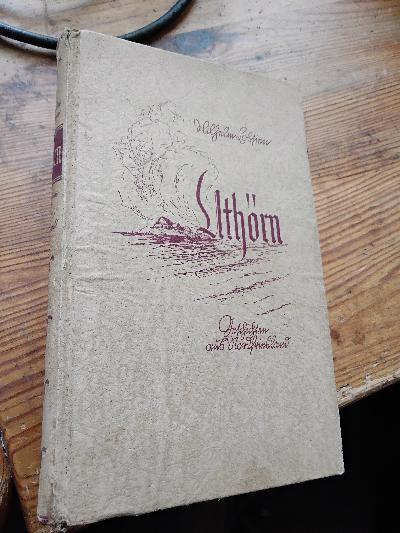 Wilhelm Lobsien
Uthörn
Geschichten
aus Nordfriesland